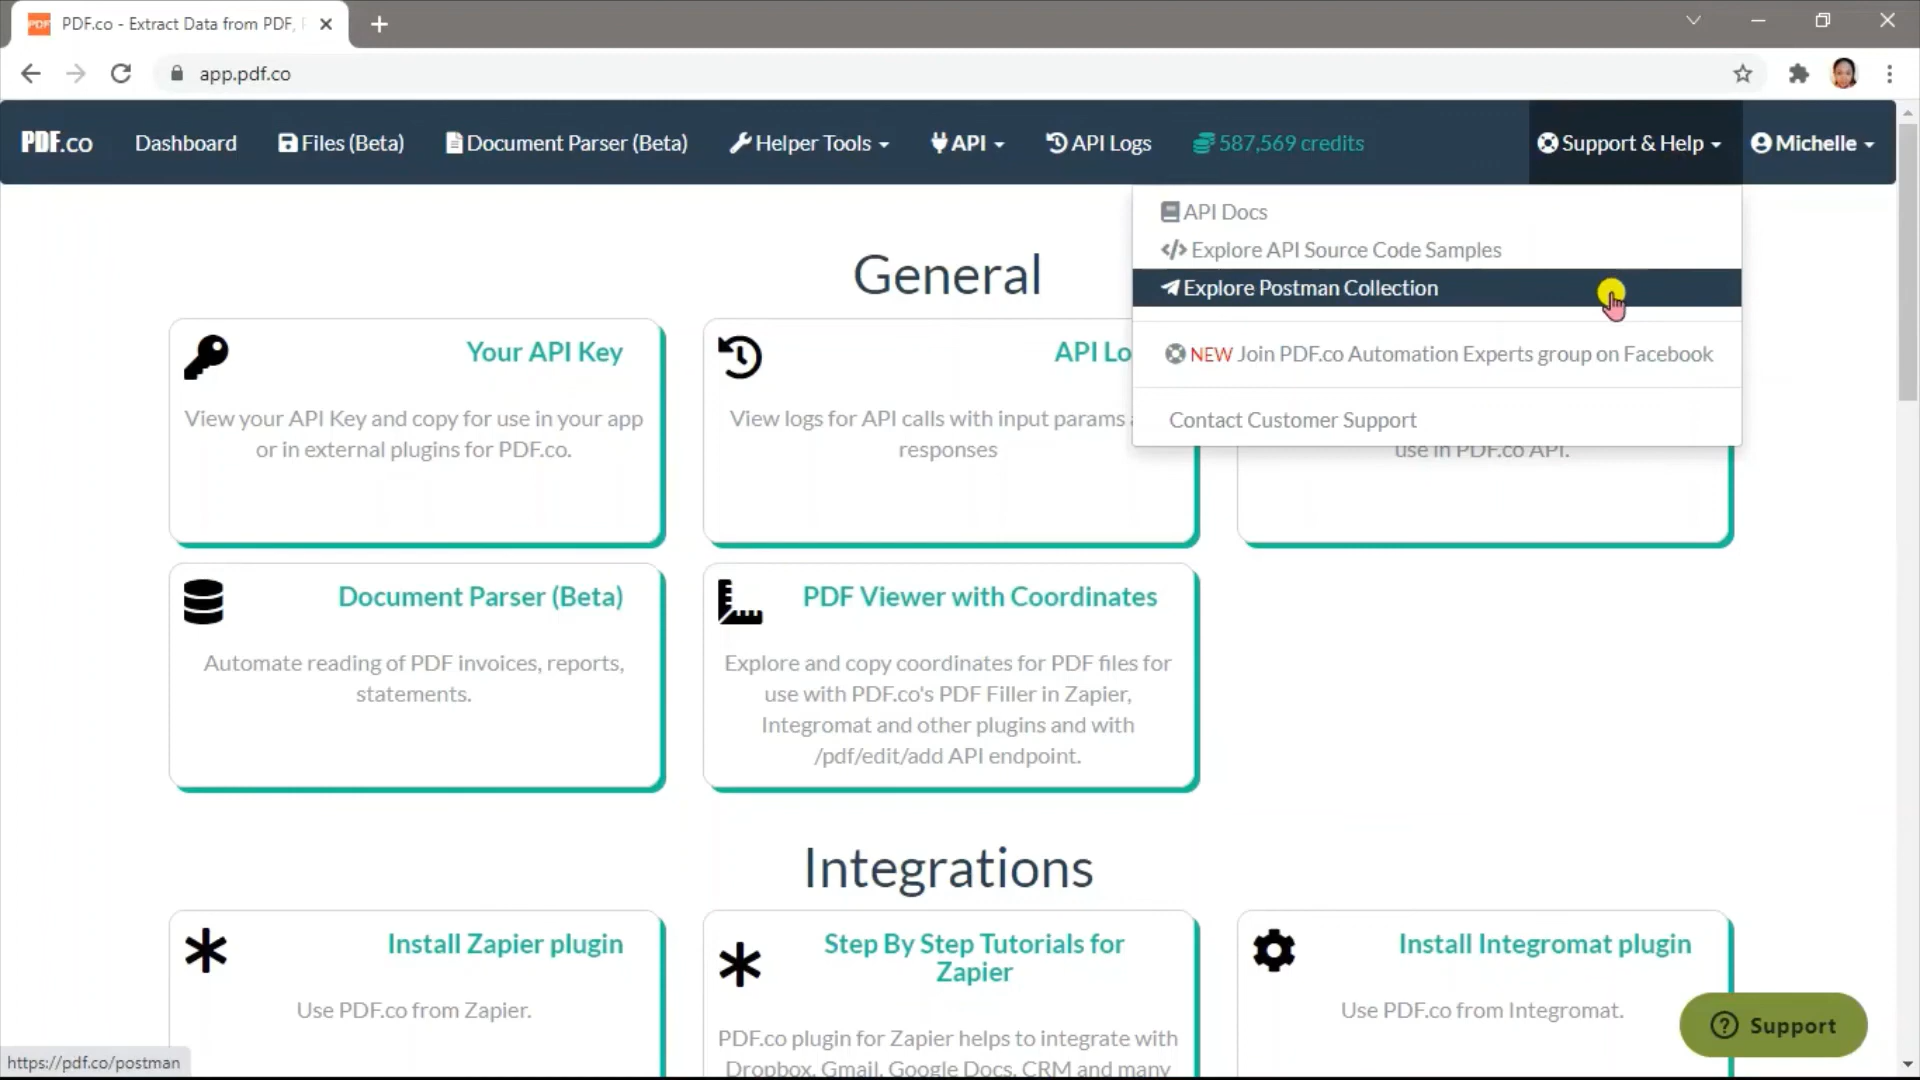 PDF.co - Extract Data from PDF,
app.pdf.co
PDF.co
Dashboard
Files (Beta)
Document Parser (Beta)
Helper Tools
API
API Logs
587,569 credits
Support & Help
Michelle
API Docs
Explore API Source Code Samples
Explore Postman Collection
NEW Join PDF.co Automation Experts group on Facebook
Contact Customer Support
General
Your API Key
View your API Key and copy for use in your app
or in external plugins for PDF.co.
API Lo
View logs for API calls with input params
responses
use in PDF.co API.
Document Parser (Beta)
Automate reading of PDF invoices, reports,
statements.
PDF Viewer with Coordinates
Explore and copy coordinates for PDF files for
use with PDF.co's PDF Filler in Zapier,
Integromat and other plugins and with
/pdf/edit/add API endpoint.
Integrations
Install Zapier plugin
Use PDF.co from Zapier.
Step By Step Tutorials for
Zapier
PDF.co plugin for Zapier helps to integrate with
Dropbox, Gmail, Google Docs, CRM and many
Install Integromat plugin
Use PDF.co from Integromat.
Support
https://pdf.co/postman